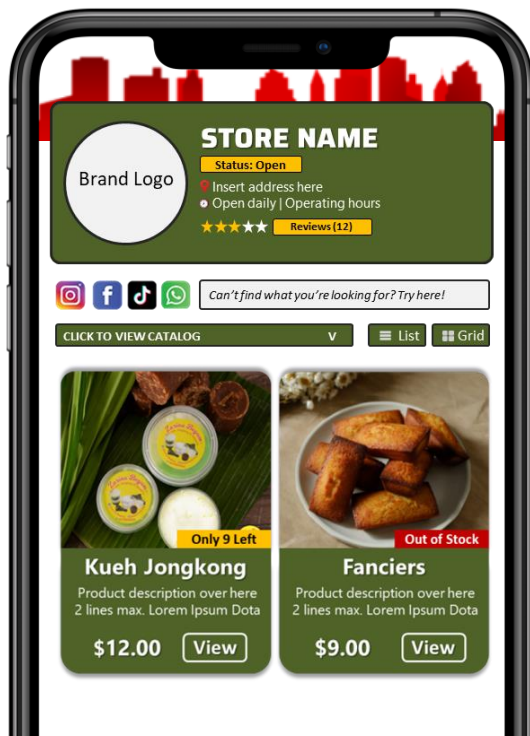 STORE NAME
Brand Logo
Status: Open
Insert address here
Open daily | Operating hours
Reviews (12)
Can't find what you're looking for? Try here!
CLICK TO VIEW CATALOG V
List
Grid
Only 9 Left
Out of Stock
Kueh Jongkong
Product description over here
2 lines max. Lorem Ipsum Dota
$12.00
View
Fanciers
Product description over here
2 lines max. Lorem Ipsum Dota
$9.00
View